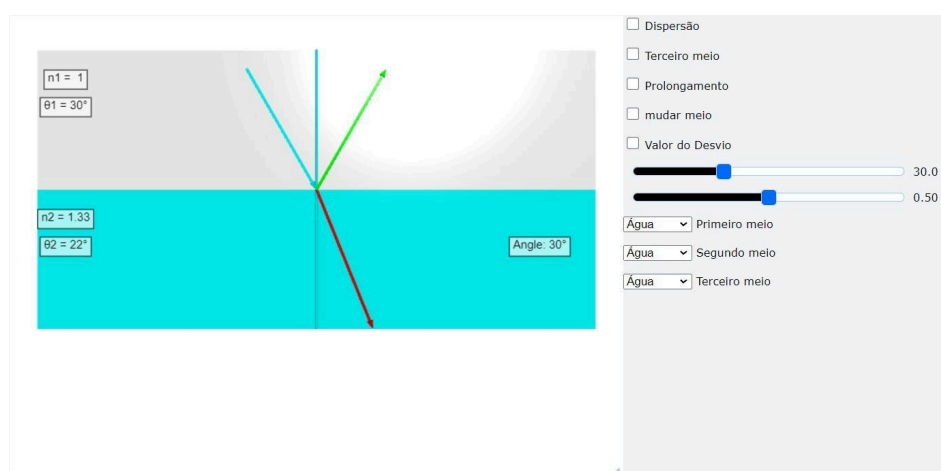 n1 = 1
θ1 = 30°
n2 = 1.33
θ2 = 22°
Angle: 30°
Dispersão
Terceiro meio
Prolongamento
mudar meio
Valor do Desvio
30.0
0.50
Água Primeiro meio
Água Segundo meio
Água Terceiro meio